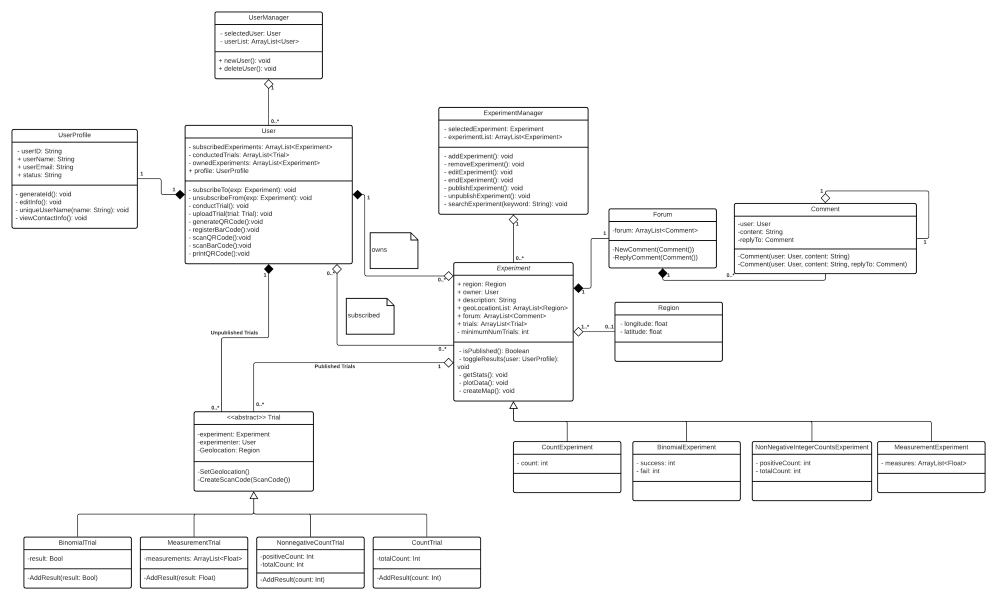 UserManager
- selectedUser: User
- userList: ArrayList<User>
+ newUser(): void
+ deleteUser(): void
1
0..*
UserProfile
- userID: String
+ userName: String
+ userEmail: String
+ status: String
- generateId(): void
- editInfo(): void
- uniqueUserName(name: String): void
- viewContactInfo(): void
1
1
User
- subscribedExperiments: ArrayList<Experiment>
- conductedTrials: ArrayList<Trial>
- ownedExperiments: ArrayList<Experiment>
+ profile: UserProfile
- subscribeTo(exp: Experiment): void
- unsubscribeFrom(exp: Experiment): void
- conductTrial(): void
- uploadTrial(trial: Trial): void
- generateQRCode():void
- registerBarCode(): void
- scanQRCode():void
- scanBarCode(): void
- printQRCode():void
1
owns
0..*
1
0..*
subscribed
0..*
Unpublished Trials
Published Trials
1
0..*
0..*
ExperimentManager
- selectedExperiment: Experiment
- experimentList: ArrayList<Experiment>
- addExperiment(): void
- removeExperiment(): void
- editExperiment(): void
- endExperiment(): void
- publishExperiment(): void
- unpublishExperiment(): void
- searchExperiment(keyword: String): void
1
0..*
Experiment
+ region: Region
+ owner: User
+ description: String
+ geoLocationList: ArrayList<Region>
+ forum: ArrayList<Comment>
+ trials: ArrayList<Trial>
- minimumNumTrials: int
- isPublished(): Boolean
- toggleResults(user: UserProfile):
void
- getStats(): void
- plotData(): void
- createMap(): void
1
1
Forum
-forum: ArrayList<Comment>
-NewComment(Comment())
-ReplyComment(Comment())
1
0..*
Comment
-user: User
-content: String
-replyTo: Comment
-Comment(user: User, content: String)
-Comment(user: User, content: String, replyTo: Comment)
1
1
1..*
0..1
Region
- longitude: float
- latitude: float
CountExperiment
- count: int
BinomialExperiment
- success: int
- fail: int
NonNegativeIntegerCountsExperiment
- positiveCount: int
- totalCount: int
MeasurementExperiment
- measures: ArrayList<Float>
<<abstract>> Trial
-experiment: Experiment
-experimenter: User
-Geolocation: Region
-SetGeolocation()
-CreateScanCode(ScanCode())
BinomialTrial
-result: Bool
-AddResult(result: Bool)
MeasurementTrial
-measurements: ArrayList<Float>
-AddResult(result: Float)
NonnegativeCountTrial
-positiveCount: Int
-totalCount: Int
-AddResult(count: Int)
CountTrial
-totalCount: Int
-AddResult(count: Int)